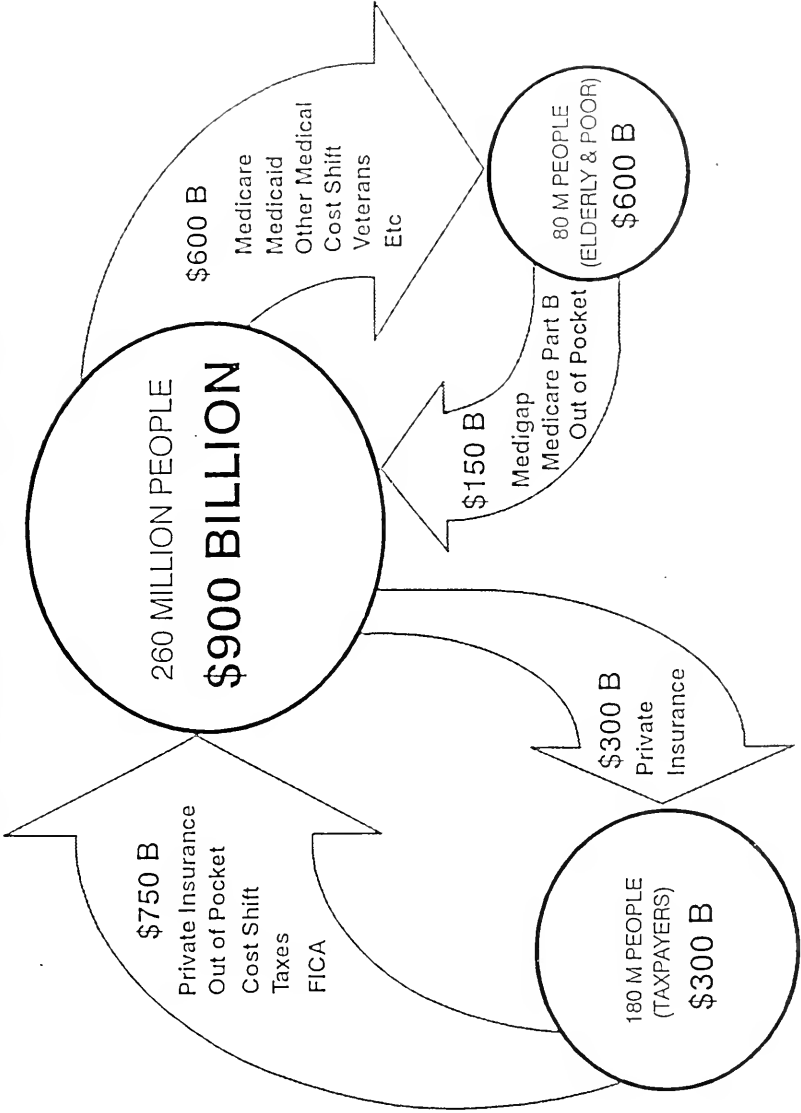 260 MILLION PEOPLE
$900 BILLION
$750 B
Private Insurance
Out of Pocket
Cost Shift
Taxes
FICA
$600 B
Medicare
Medicaid
Other Medical
Cost Shift
Veterans
Etc
$150 B
Medigap
Medicare Part B
Out of Pocket
$300 B
Private
Insurance
180 M PEOPLE
(TAXPAYERS)
$300 B
80 M PEOPLE
(ELDERLY & POOR)
$600 B